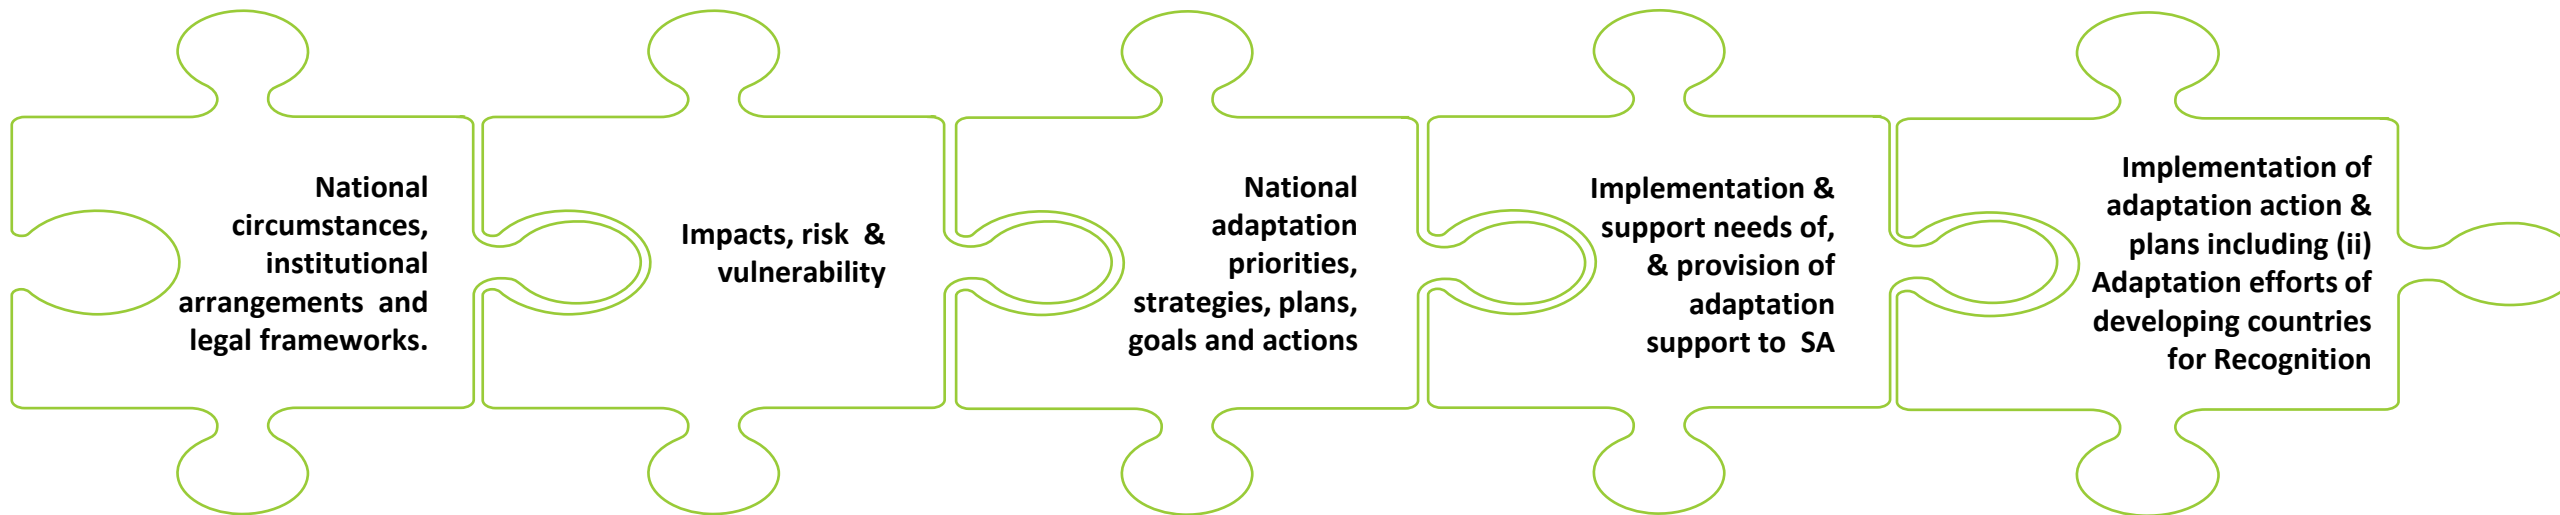 National
circumstances,
institutional
arrangements and
legal frameworks.
Impacts, risk &
vulnerability
National
adaptation
priorities,
strategies, plans,
goals and actions
Implementation &
support needs of,
& provision of
adaptation
support to SA
Implementation of
adaptation action &
plans including (ii)
Adaptation efforts of
developing countries
for Recognition